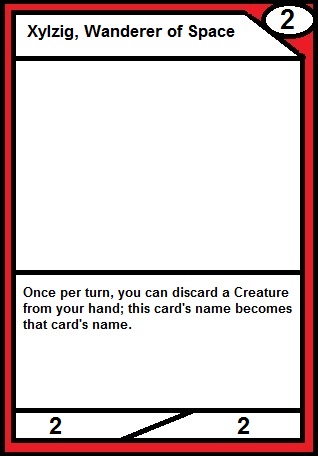 Xylzig, Wanderer of Space
2
Once per turn, you can discard a Creature
from your hand; this card's name becomes
that card's name.
2
2